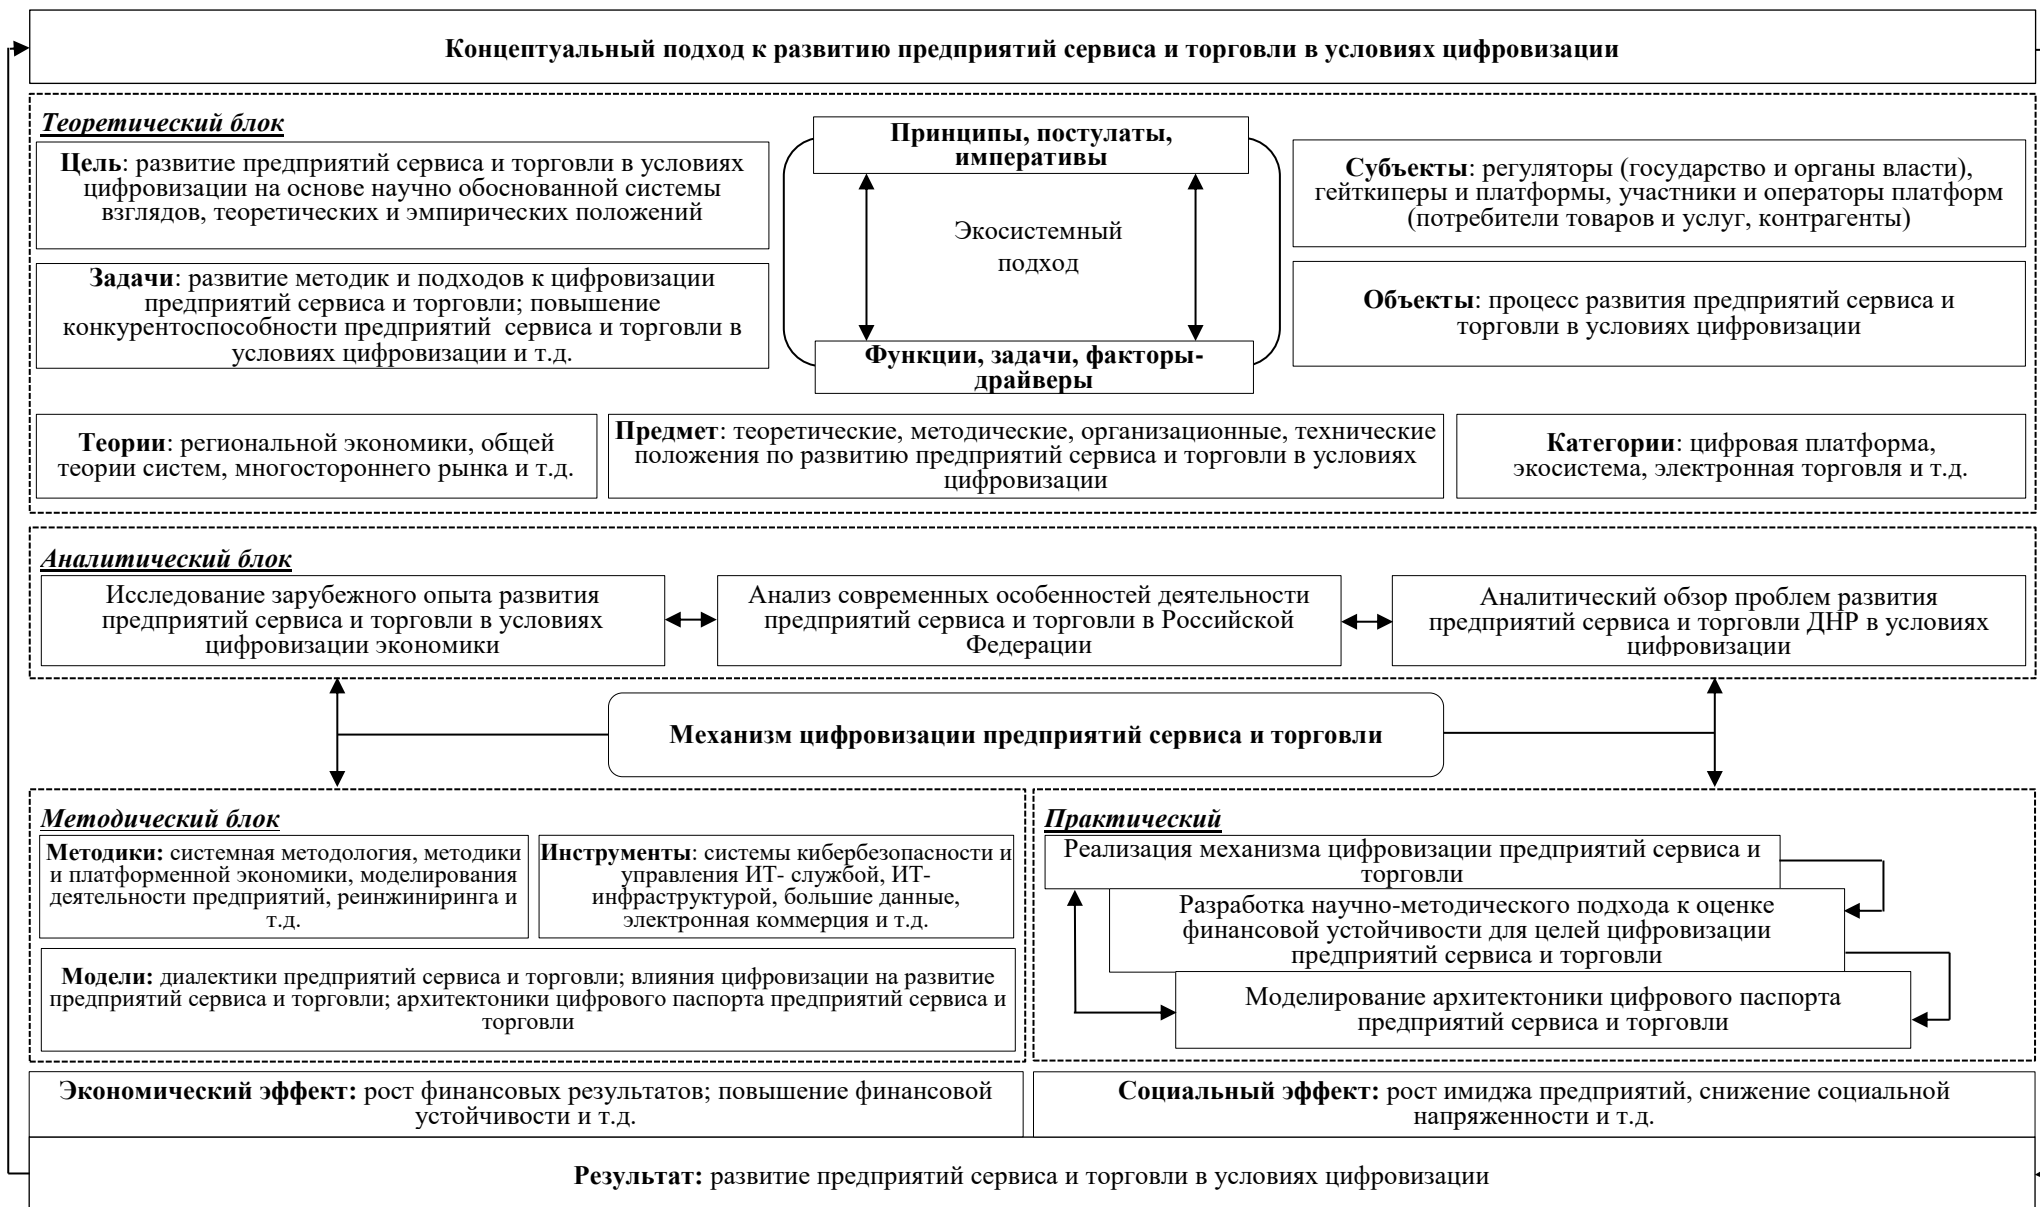 Концептуальный подход к развитию предприятий сервиса и торговли в условиях цифровизации
Теоретический блок
Цель: развитие предприятий сервиса и торговли в условиях
цифровизации на основе научно обоснованной системы
взглядов, теоретических и эмпирических положений
Задачи: развитие методик и подходов к цифровизации
предприятий сервиса и торговли; повышение
конкурентоспособности предприятий сервиса и торговли в
условиях цифровизации и т.д.
Принципы, постулаты,
императивы
Экосистемный
подход
Функции, задачи, факторы-
драйверы
Субъекты: регуляторы (государство и органы власти),
гейткиперы и платформы, участники и операторы платформ
(потребители товаров и услуг, контрагенты)
Объекты: процесс развития предприятий сервиса и
торговли в условиях цифровизации
Теории: региональной экономики, общей
теории систем, многостороннего рынка и т.д.
Предмет: теоретические, методические, организационные, технические
положения по развитию предприятий сервиса и торговли в условиях
цифровизации
Категории: цифровая платформа,
экосистема, электронная торговля и т.д.
Аналитический блок
Исследование зарубежного опыта развития
предприятий сервиса и торговли в условиях
цифровизации экономики
Анализ современных особенностей деятельности
предприятий сервиса и торговли в Российской
Федерации
Аналитический обзор проблем развития
предприятий сервиса и торговли ДНР в условиях
цифровизации
Механизм цифровизации предприятий сервиса и торговли
Методический блок
Методики: системная методология, методики
и платформенной экономики, моделирования
деятельности предприятий, реинжиниринга и
т.д.
Инструменты: системы кибербезопасности и
управления ИТ- службой, ИТ-
инфраструктурой, большие данные,
электронная коммерция и т.д.
Модели: диалектики предприятий сервиса и торговли; влияния цифровизации на развитие
предприятий сервиса и торговли; архитектоники цифрового паспорта предприятий сервиса и
торговли
Практический
Реализация механизма цифровизации предприятий сервиса и
торговли
Разработка научно-методического подхода к оценке
финансовой устойчивости для целей цифровизации
предприятий сервиса и торговли
Моделирование архитектоники цифрового паспорта
предприятий сервиса и торговли
Экономический эффект: рост финансовых результатов; повышение финансовой
устойчивости и т.д.
Социальный эффект: рост имиджа предприятий, снижение социальной
напряженности и т.д.
Результат: развитие предприятий сервиса и торговли в условиях цифровизации